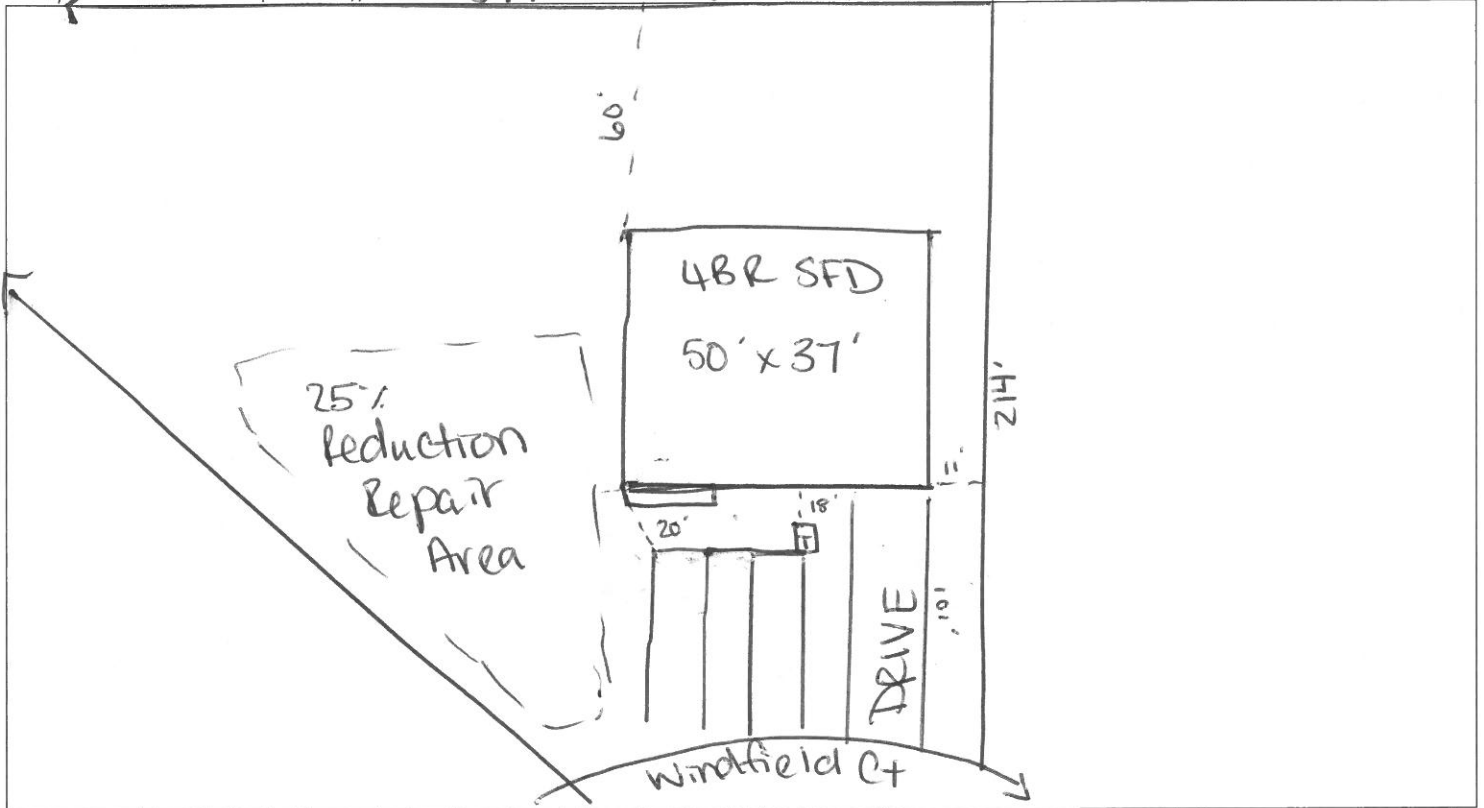 60'
4BR SFD
50' x 37'
214'
25%
Reduction
Repair
Area
11'
20'
18'
T
DRIVE
10'
Windfield Ct